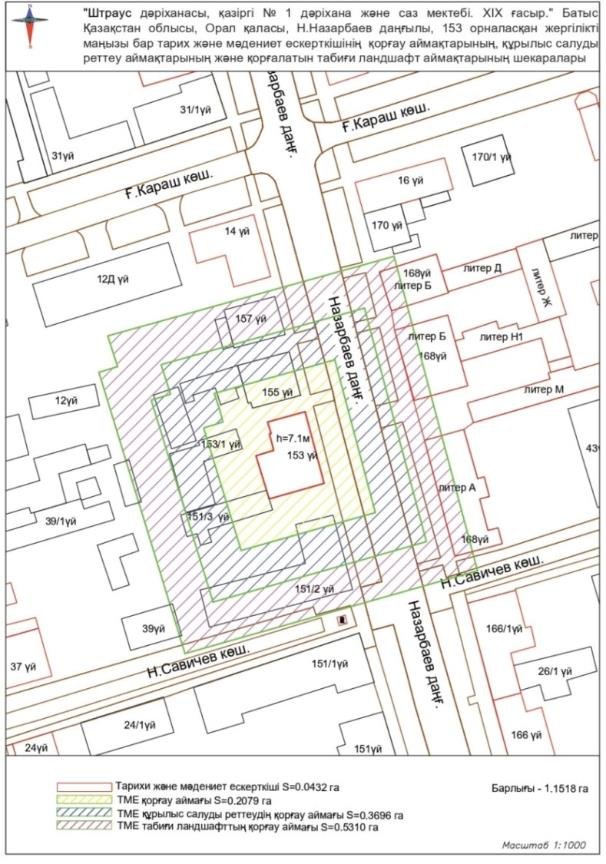 "Штраус дәріханасы, қазіргі № 1 дәріхана және саз мектебі. XIX ғасыр." Батыс
Қазақстан облысы, Орал қаласы, Н.Назарбаев даңғылы, 153 орналасқан жергілікті
маңызы бар тарих және мәдениет ескерткішінің қорғау аймақтарының, құрылыс салуды
реттеу аймақтарының және қорғалатын табиғи ландшафт аймақтарының шекаралары
31/1үй
Назарбаев даңғ.
Ғ.Караш көш.
31үй
170/1 үй
Ғ.Караш көш.
16 үй
14 үй
170 үй
литер
12Д үй
168үй
литер Б
литер Д
литер Ж
157 үй
Назарбаев даңғ.
литер Б
168үй
литер Н1
155 үй
литер М
12үй
h=7.1м
153 үй
153/1 үй
43
литер А
39/1үй
151/3 үй
168үй
Н.Савичев көш.
151/2 үй
Назарбаев даңғ.
39үй
166/1үй
Н.Савичев көш.
37 үй
151/1үй
26/1 үй
24/1үй
166 үй
24үй
151үй
Тарихи және мәдениет ескерткіші S=0.0432 га
Барлығы - 1.1518 га
ТМЕ қорғау аймағы S=0.2079 га
ТМЕ құрылыс салуды реттеудің қорғау аймағы S=0.3696 га
ТМЕ табиғи ландшафттың қорғау аймағы S=0.5310 га
Масштаб 1:1000